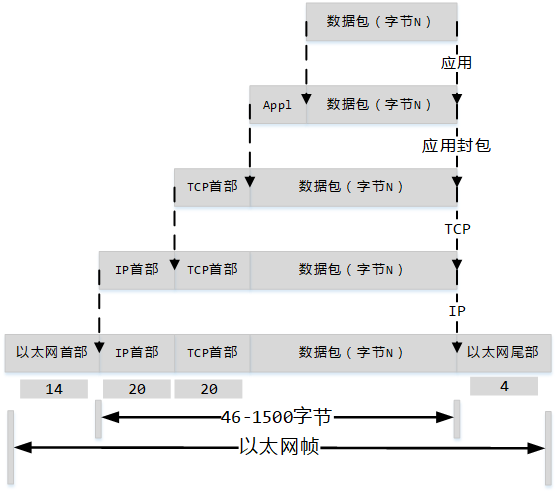 数据包（字节N）
应用
Appl 数据包（字节N）
应用封包
TCP首部 数据包（字节N）
TCP
IP首部 TCP首部 数据包（字节N）
IP
以太网首部 IP首部 TCP首部 数据包（字节N） 以太网尾部
14 20 20 4
46-1500字节
以太网帧